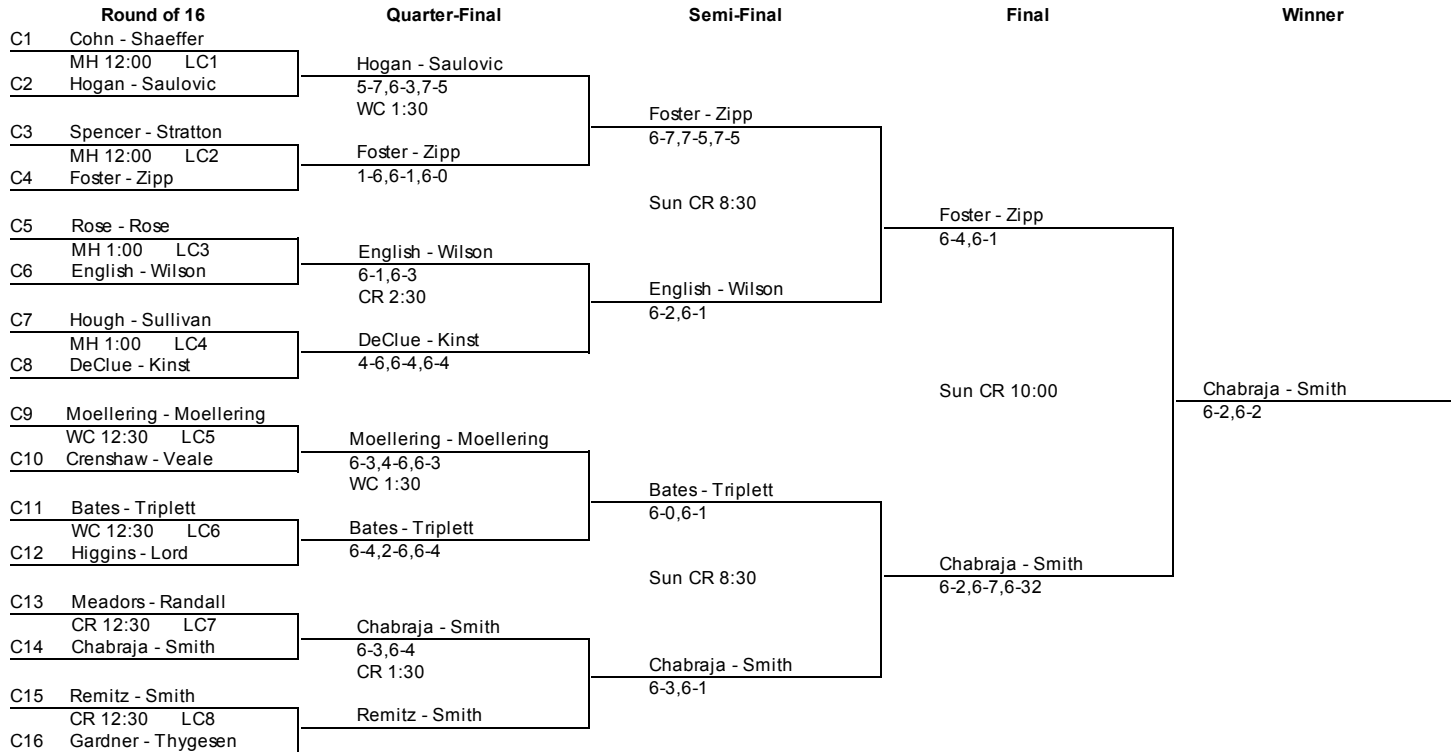 Round of 16 Quarter-Final Semi-Final Final Winner
C1 Cohn - Shaeffer
MH 12:00 LC1
C2 Hogan - Saulovic
C3 Spencer - Stratton
MH 12:00 LC2
C4 Foster - Zipp
C5 Rose - Rose
MH 1:00 LC3
C6 English - Wilson
C7 Hough - Sullivan
MH 1:00 LC4
C8 DeClue - Kinst
C9 Moellering - Moellering
WC 12:30 LC5
C10 Crenshaw - Veale
C11 Bates - Triplett
WC 12:30 LC6
C12 Higgins - Lord
C13 Meadors - Randall
CR 12:30 LC7
C14 Chabraja - Smith
C15 Remitz - Smith
CR 12:30 LC8
C16 Gardner - Thygesen
Hogan - Saulovic
5-7,6-3,7-5
WC 1:30
Foster - Zipp
1-6,6-1,6-0
English - Wilson
6-1,6-3
CR 2:30
DeClue - Kinst
4-6,6-4,6-4
Moellering - Moellering
6-3,4-6,6-3
WC 1:30
Bates - Triplett
6-4,2-6,6-4
Chabraja - Smith
6-3,6-4
CR 1:30
Remitz - Smith
Foster - Zipp
6-7,7-5,7-5
Sun CR 8:30
English - Wilson
6-2,6-1
Bates - Triplett
6-0,6-1
Sun CR 8:30
Chabraja - Smith
6-3,6-1
Foster - Zipp
6-4,6-1
Sun CR 10:00
Chabraja - Smith
6-2,6-7,6-32
Chabraja - Smith
6-2,6-2